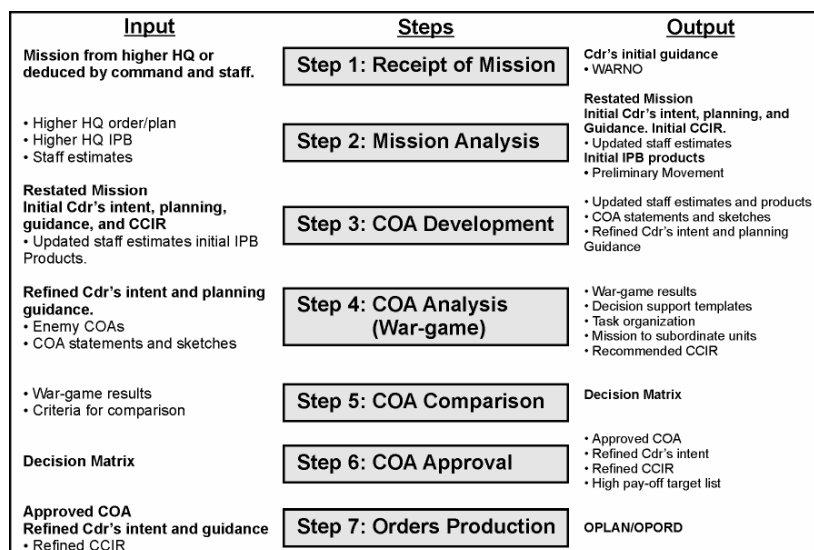 Input
Steps
Output
Mission from higher HQ or
deduced by command and staff.
Step 1: Receipt of Mission
Cdr's initial guidance
• WARNO
• Higher HQ order/plan
• Higher HQ IPB
• Staff estimates
Step 2: Mission Analysis
Restated Mission
Initial Cdr's intent, planning, and
Guidance. Initial CCIR.
• Updated staff estimates
Initial IPB products
• Preliminary Movement
Restated Mission
Initial Cdr's intent, planning,
guidance, and CCIR
• Updated staff estimates initial IPB
Products.
Step 3: COA Development
• Updated staff estimates and products
• COA statements and sketches
• Refined Cdr's intent and planning
Guidance
Refined Cdr's intent and planning
guidance.
• Enemy COAs
• COA statements and sketches
Step 4: COA Analysis
(War-game)
• War-game results
• Decision support templates
• Task organization
• Mission to subordinate units
• Recommended CCIR
• War-game results
• Criteria for comparison
Step 5: COA Comparison
Decision Matrix
Decision Matrix
Step 6: COA Approval
• Approved COA
• Refined Cdr's intent
• Refined CCIR
• High pay-off target list
Approved COA
Refined Cdr's intent and guidance
• Refined CCIR
Step 7: Orders Production
OPLAN/OPORD